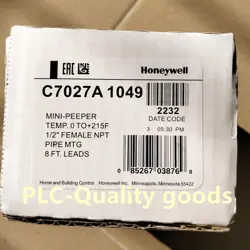 EAC
Honeywell
C7027A 1049
2232
DATE CODE
3 05:30 PM
MINI-PEEPER
TEMP. 0 TO+215F
1/2" FEMALE NPT
PIPE MTG
8 FT. LEADS
0 85267 03876 8
PLC-Quality goods
Home and Building Control Honeywell Inc. Minneapolis, Minnesota 55422